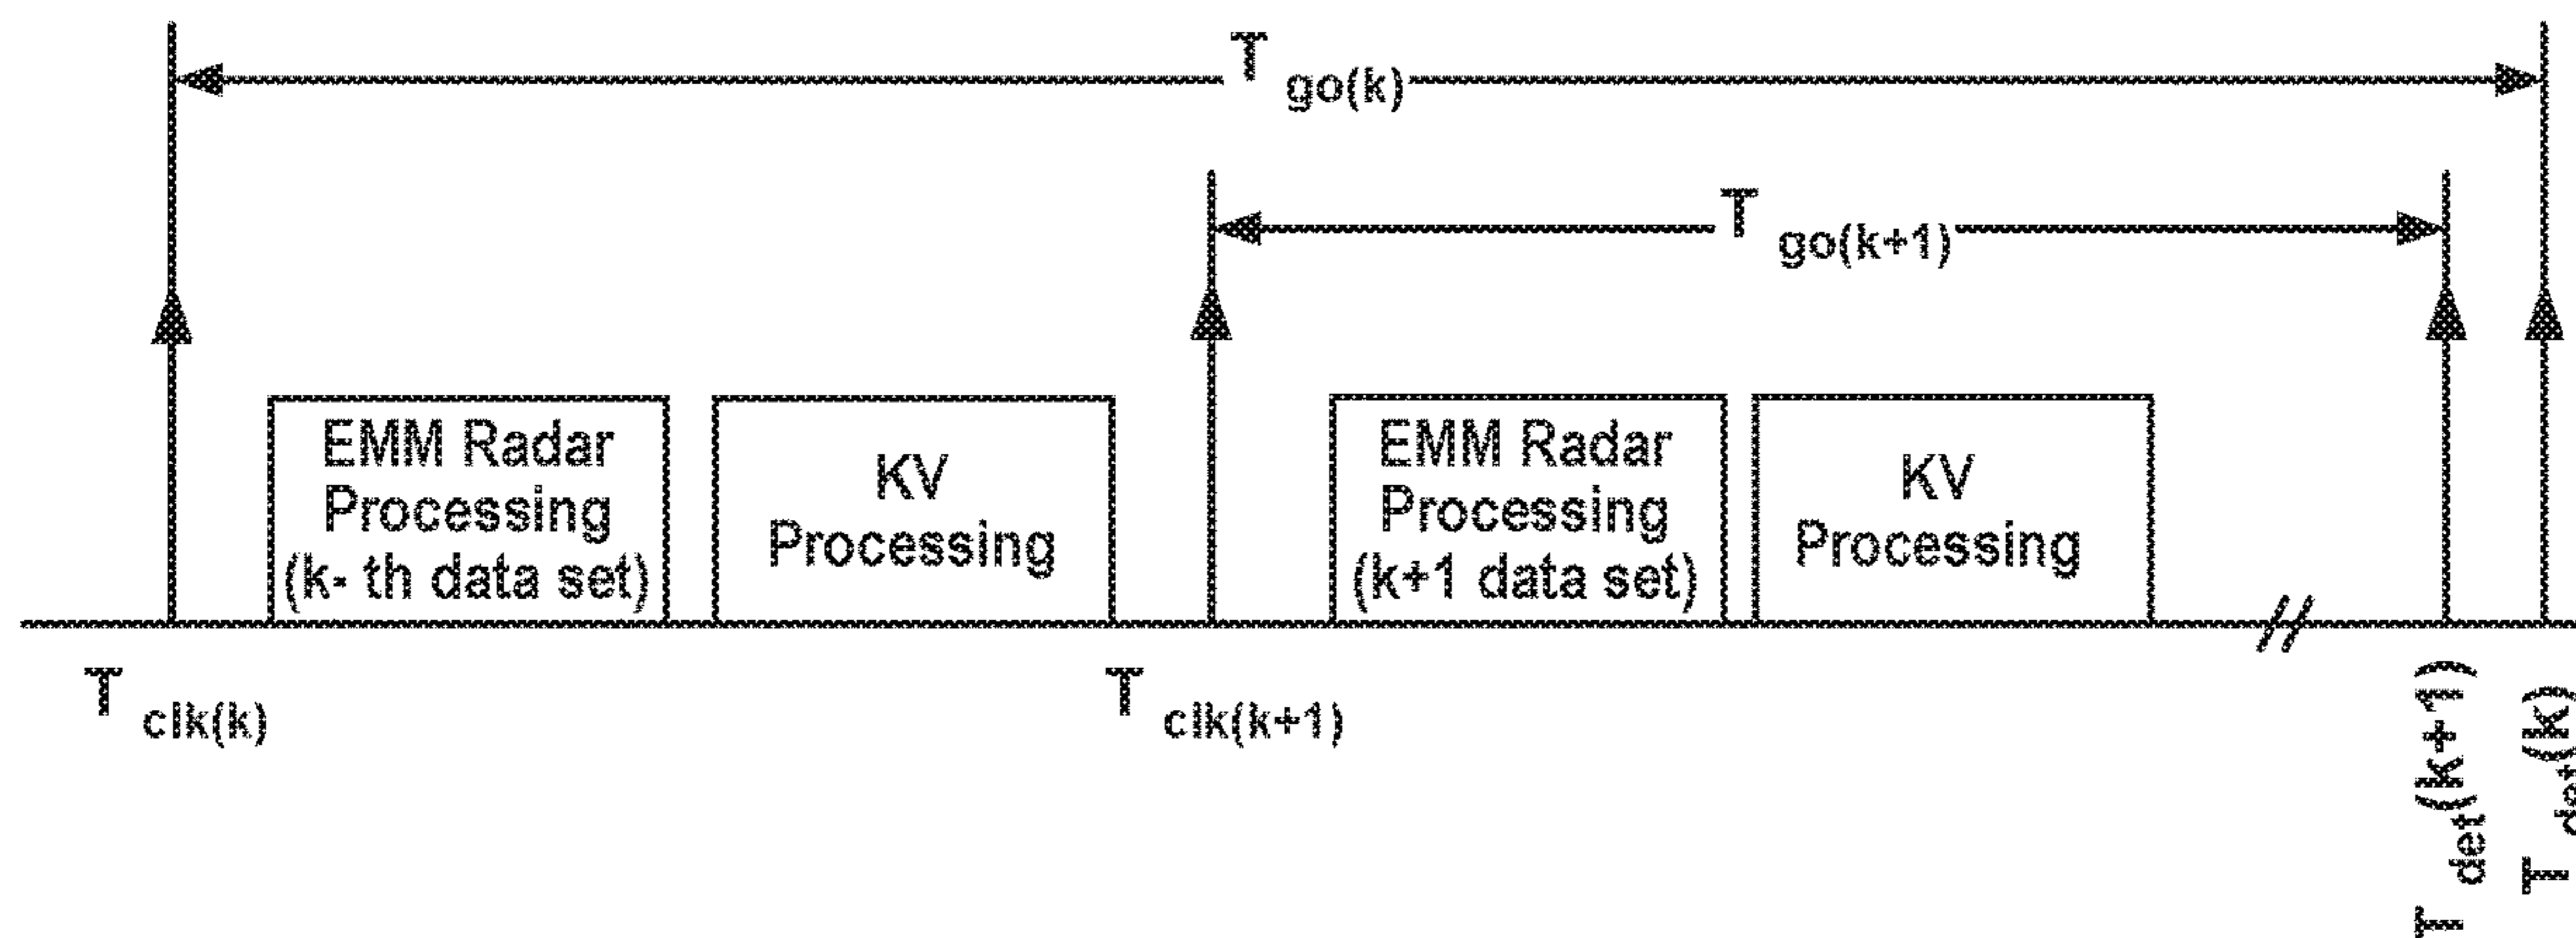 T go(k)
T go(k+1)
EMM Radar
Processing
(k- th data set)
KV
Processing
EMM Radar
Processing
(k+1 data set)
KV
Processing
T clk(k)
T clk(k+1)
T det(k+1)
T det(k)